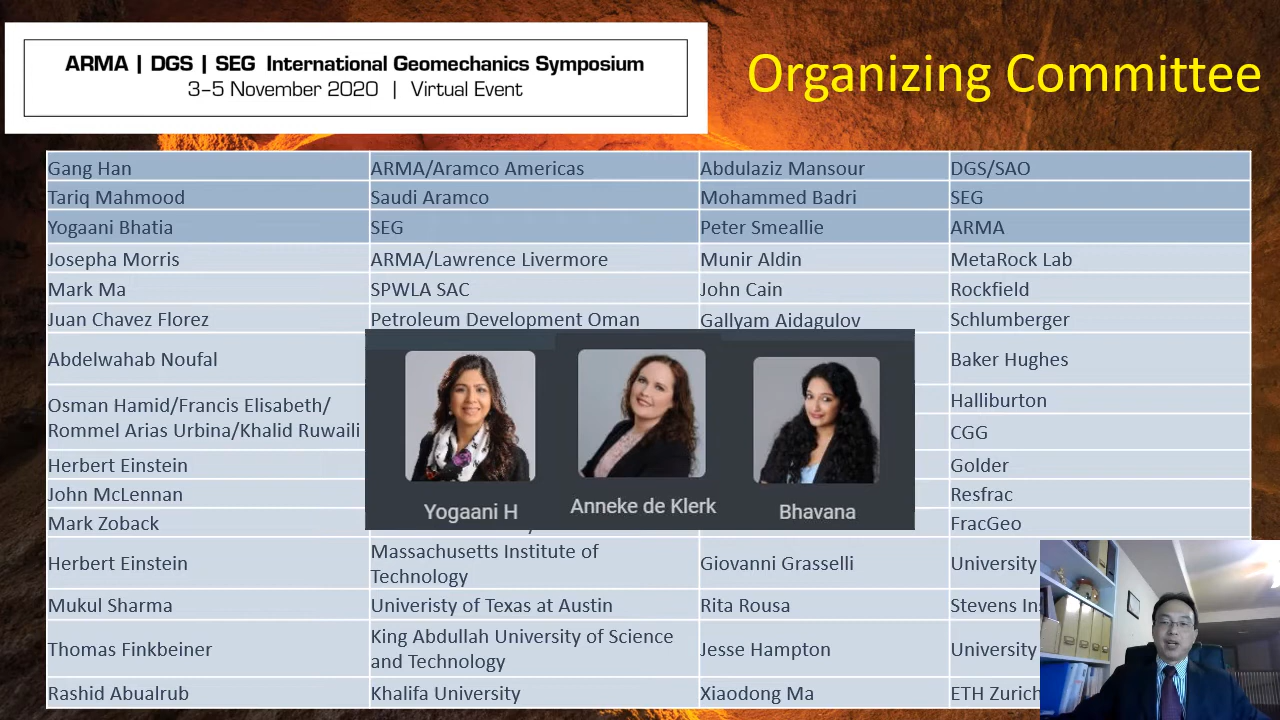 ARMA | DGS | SEG International Geomechanics Symposium
3–5 November 2020 | Virtual Event
Organizing Committee
Gang Han ARMA/Aramco Americas Abdulaziz Mansour DGS/SAO
Tariq Mahmood Saudi Aramco Mohammed Badri SEG
Yogaani Bhatia SEG Peter Smeallie ARMA
Josepha Morris ARMA/Lawrence Livermore Munir Aldin MetaRock Lab
Mark Ma SPWLA SAC John Cain Rockfield
Juan Chavez Florez Petroleum Development Oman Gallyam Aidagulov Schlumberger
Abdelwahab Noufal Baker Hughes
Osman Hamid/Francis Elisabeth/
Rommel Arias Urbina/Khalid Ruwaili
Halliburton
CGG
Herbert Einstein Golder
John McLennan Resfrac
Mark Zoback FracGeo
Yogaani H
Anneke de Klerk
Bhavana
Herbert Einstein
Massachusetts Institute of
Technology
Giovanni Grasselli University
Mukul Sharma Univeristy of Texas at Austin Rita Rousa Stevens
Thomas Finkbeiner
King Abdullah University of Science
and Technology
Jesse Hampton University
Rashid Abualrub Khalifa University Xiaodong Ma ETH Zurich